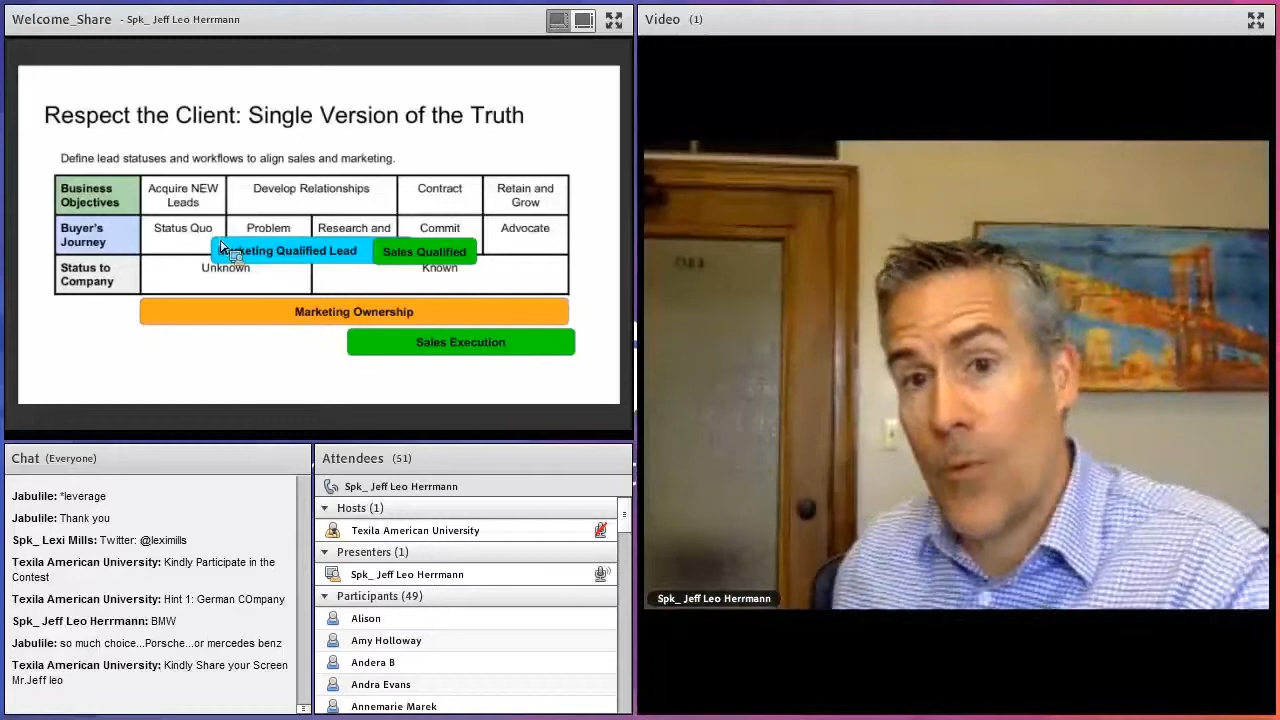 Welcome_Share - Spk_ Jeff Leo Herrmann
Respect the Client: Single Version of the Truth
Define lead statuses and workflows to align sales and marketing.
Business Objectives
Acquire NEW Leads
Develop Relationships
Contract
Retain and Grow
Buyer's Journey
Status Quo
Problem
Research and
Commit
Advocate
Qualified Lead
Sales Qualified
Status to Company
Unknown
Known
Marketing Ownership
Sales Execution
Video (1)
Spk_ Jeff Leo Herrmann
Chat (Everyone)
Jabulile: *leverage
Jabulile: Thank you
Spk_ Lexi Mills: Twitter: @leximills
Texila American University: Kindly Participate in the
Contest
Texila American University: Hint 1: German COmpany
Spk_ Jeff Leo Herrmann: BMW
Jabulile: so much choice...Porsche...or mercedes benz
Texila American University: Kindly Share your Screen
Mr.Jeff leo
Attendees (51)
Spk_ Jeff Leo Herrmann
Hosts (1)
Texila American University
Presenters (1)
Spk_ Jeff Leo Herrmann
Participants (49)
Alison
Amy Holloway
Andera B
Andra Evans
Annemarie Marek